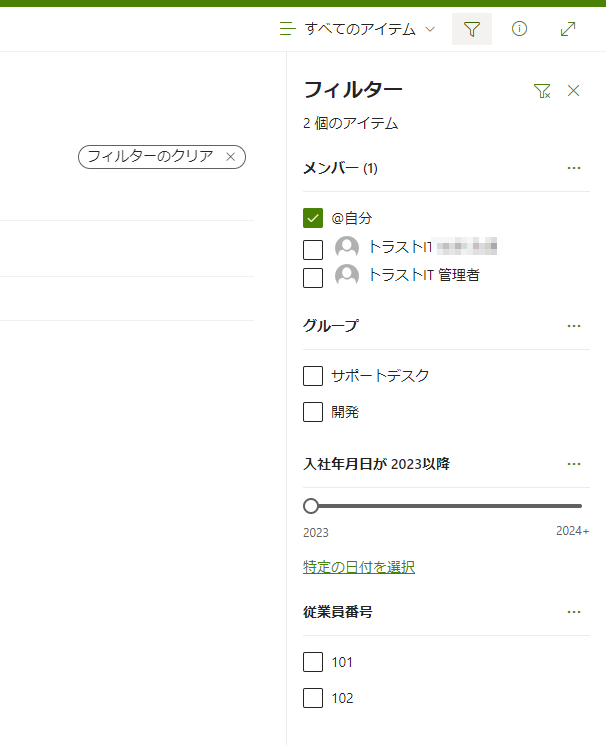 すべてのアイテム
フィルター
2 個のアイテム
フィルターのクリア
メンバー (1)
@自分
トラストIT
トラストIT 管理者
グループ
サポートデスク
開発
入社年月日が 2023以降
2023
2024+
特定の日付を選択
従業員番号
101
102